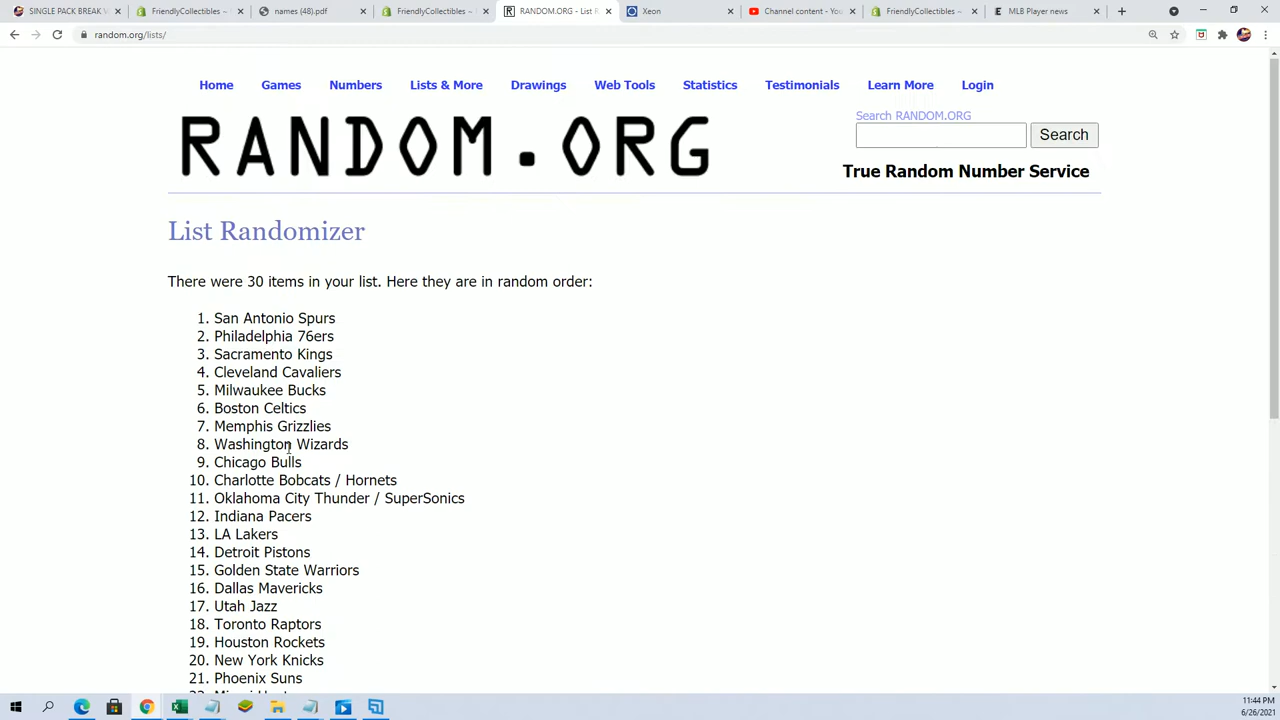 SINGLE PACK BREAK V
FriendlyCollectibles ~
names (48).pdf
FriendlyCollectibles ~
RANDOM.ORG - List R
Xeon
Channel content - You
FriendlyCollectibles ~
MLB Player news
random.org/lists/
Home Games Numbers Lists & More Drawings Web Tools Statistics Testimonials Learn More Login
RANDOM.ORG
Search RANDOM.ORG
Search
True Random Number Service
List Randomizer
There were 30 items in your list. Here they are in random order:
1. San Antonio Spurs
2. Philadelphia 76ers
3. Sacramento Kings
4. Cleveland Cavaliers
5. Milwaukee Bucks
6. Boston Celtics
7. Memphis Grizzlies
8. Washington Wizards
9. Chicago Bulls
10. Charlotte Bobcats / Hornets
11. Oklahoma City Thunder / SuperSonics
12. Indiana Pacers
13. LA Lakers
14. Detroit Pistons
15. Golden State Warriors
16. Dallas Mavericks
17. Utah Jazz
18. Toronto Raptors
19. Houston Rockets
20. New York Knicks
21. Phoenix Suns
11:44 PM
6/26/2021